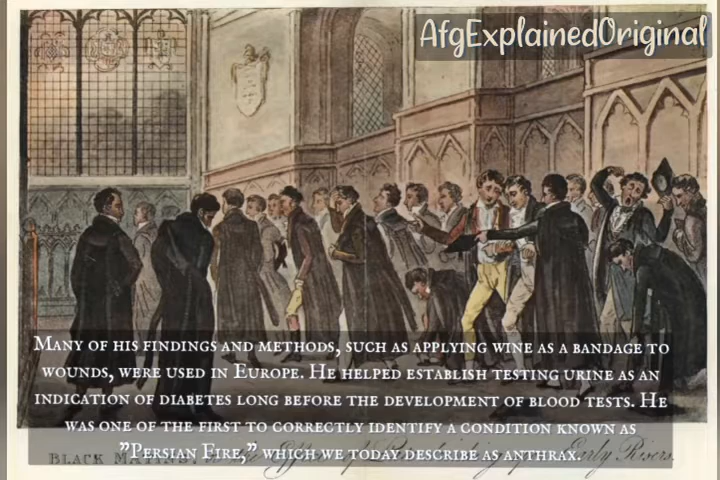 AfgExplainedOriginal
Many of his findings and methods, such as applying wine as a bandage to
wounds, were used in Europe. He helped establish testing urine as an
indication of diabetes long before the development of blood tests. He
was one of the first to correctly identify a condition known as
"Persian Fire," which we today describe as anthrax.
BLACK MATINS, Early Risers.